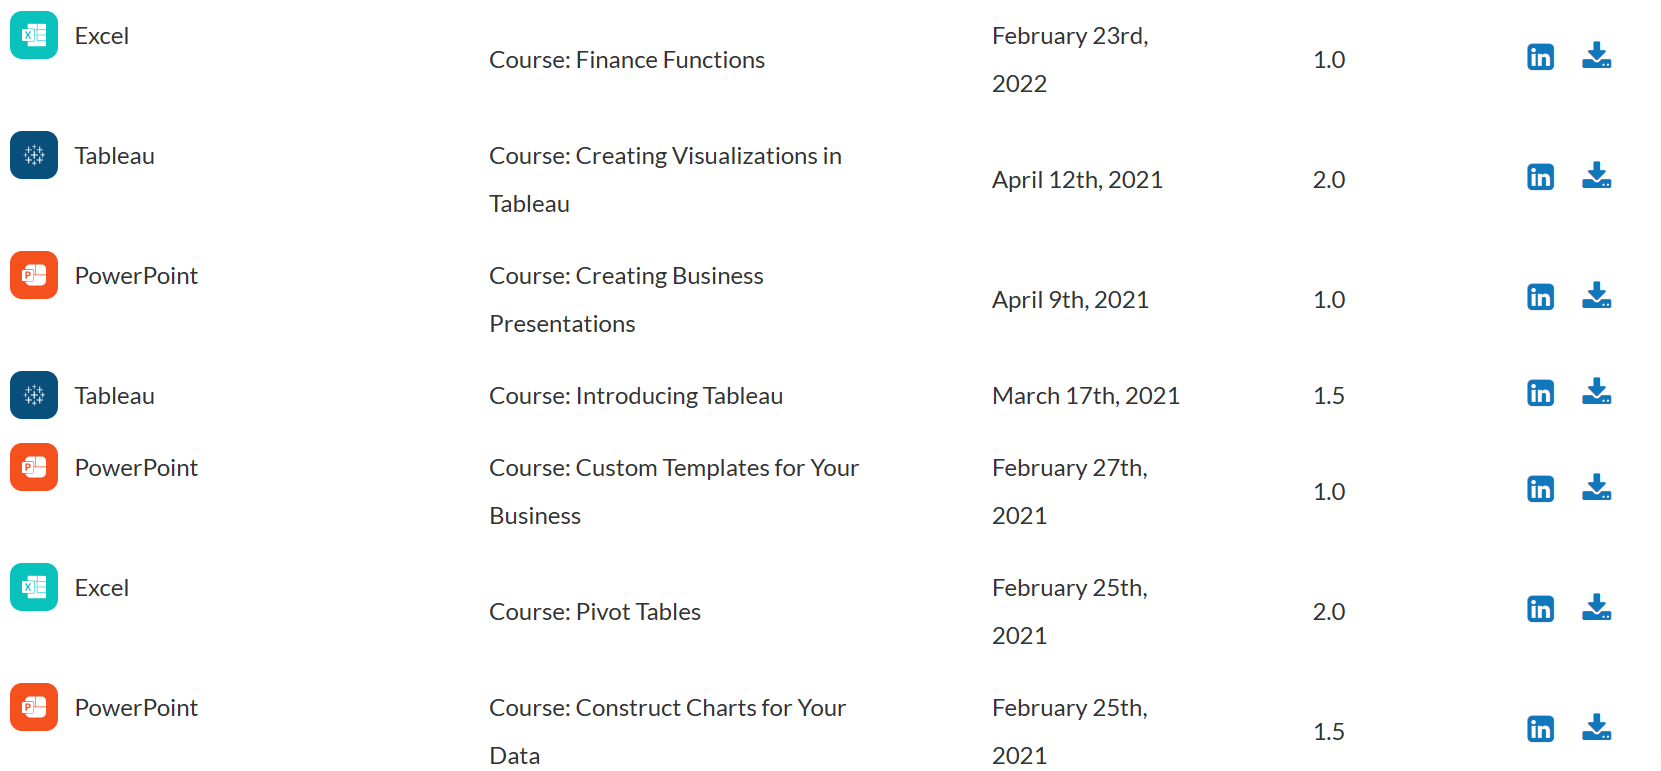 Excel
Course: Finance Functions
February 23rd,
2022
1.0
Tableau
Course: Creating Visualizations in
Tableau
April 12th, 2021
2.0
PowerPoint
Course: Creating Business
Presentations
April 9th, 2021
1.0
Tableau
Course: Introducing Tableau
March 17th, 2021
1.5
PowerPoint
Course: Custom Templates for Your
Business
February 27th,
2021
1.0
Excel
Course: Pivot Tables
February 25th,
2021
2.0
PowerPoint
Course: Construct Charts for Your
Data
February 25th,
2021
1.5